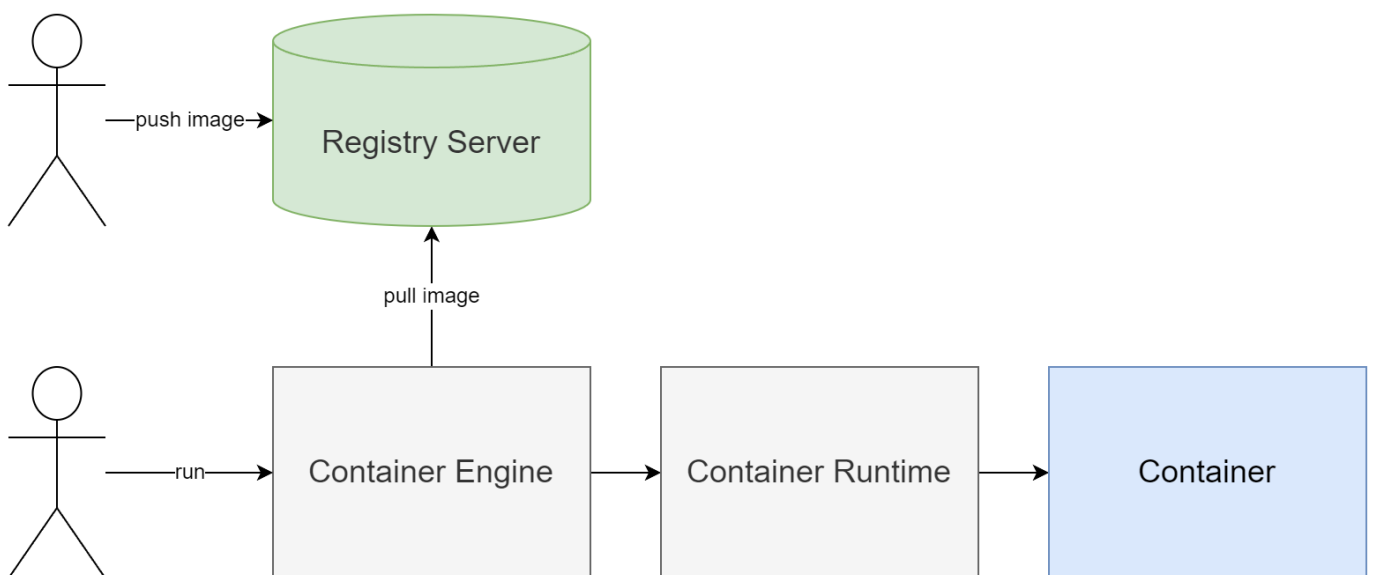 push image
Registry Server
pull image
run
Container Engine
Container Runtime
Container